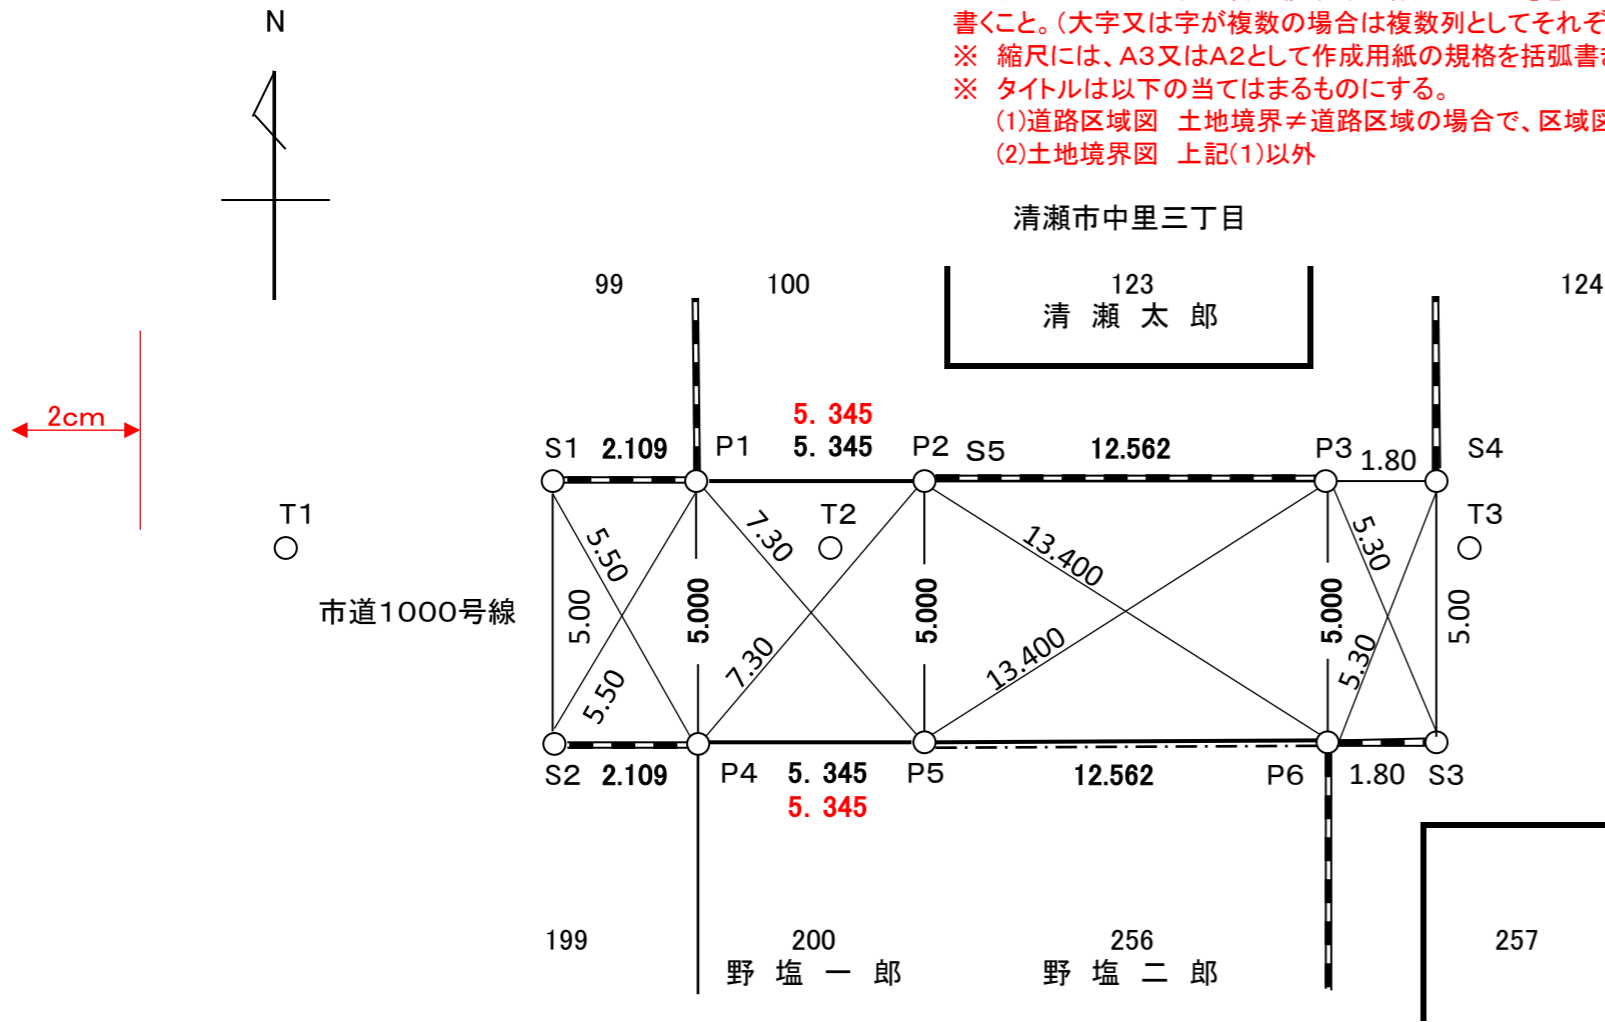 書くこと。(大字又は字が複数の場合は複数列としてそれぞ
※ 縮尺には、A3又はA2として作成用紙の規格を括弧書
※ タイトルは以下の当てはまるものにする。
(1)道路区域図 土地境界≠道路区域の場合で、区域図
(2)土地境界図 上記(1)以外
N
清瀬市中里三丁目
99 100 123 124
清 瀬 太 郎
2cm
5. 345
S1 2.109 P1 5. 345 P2 S5 12.562 P3 1.80 S4
T1 T2 T3
5.50 7.30 13.400 5.30
市道1000号線
5.00 5.000 5.000 5.000 5.00
5.50 7.30 13.400 5.30
S2 2.109 P4 5. 345 P5 12.562 P6 1.80 S3
5. 345
199 200 256 257
野 塩 一 郎 野 塩 二 郎